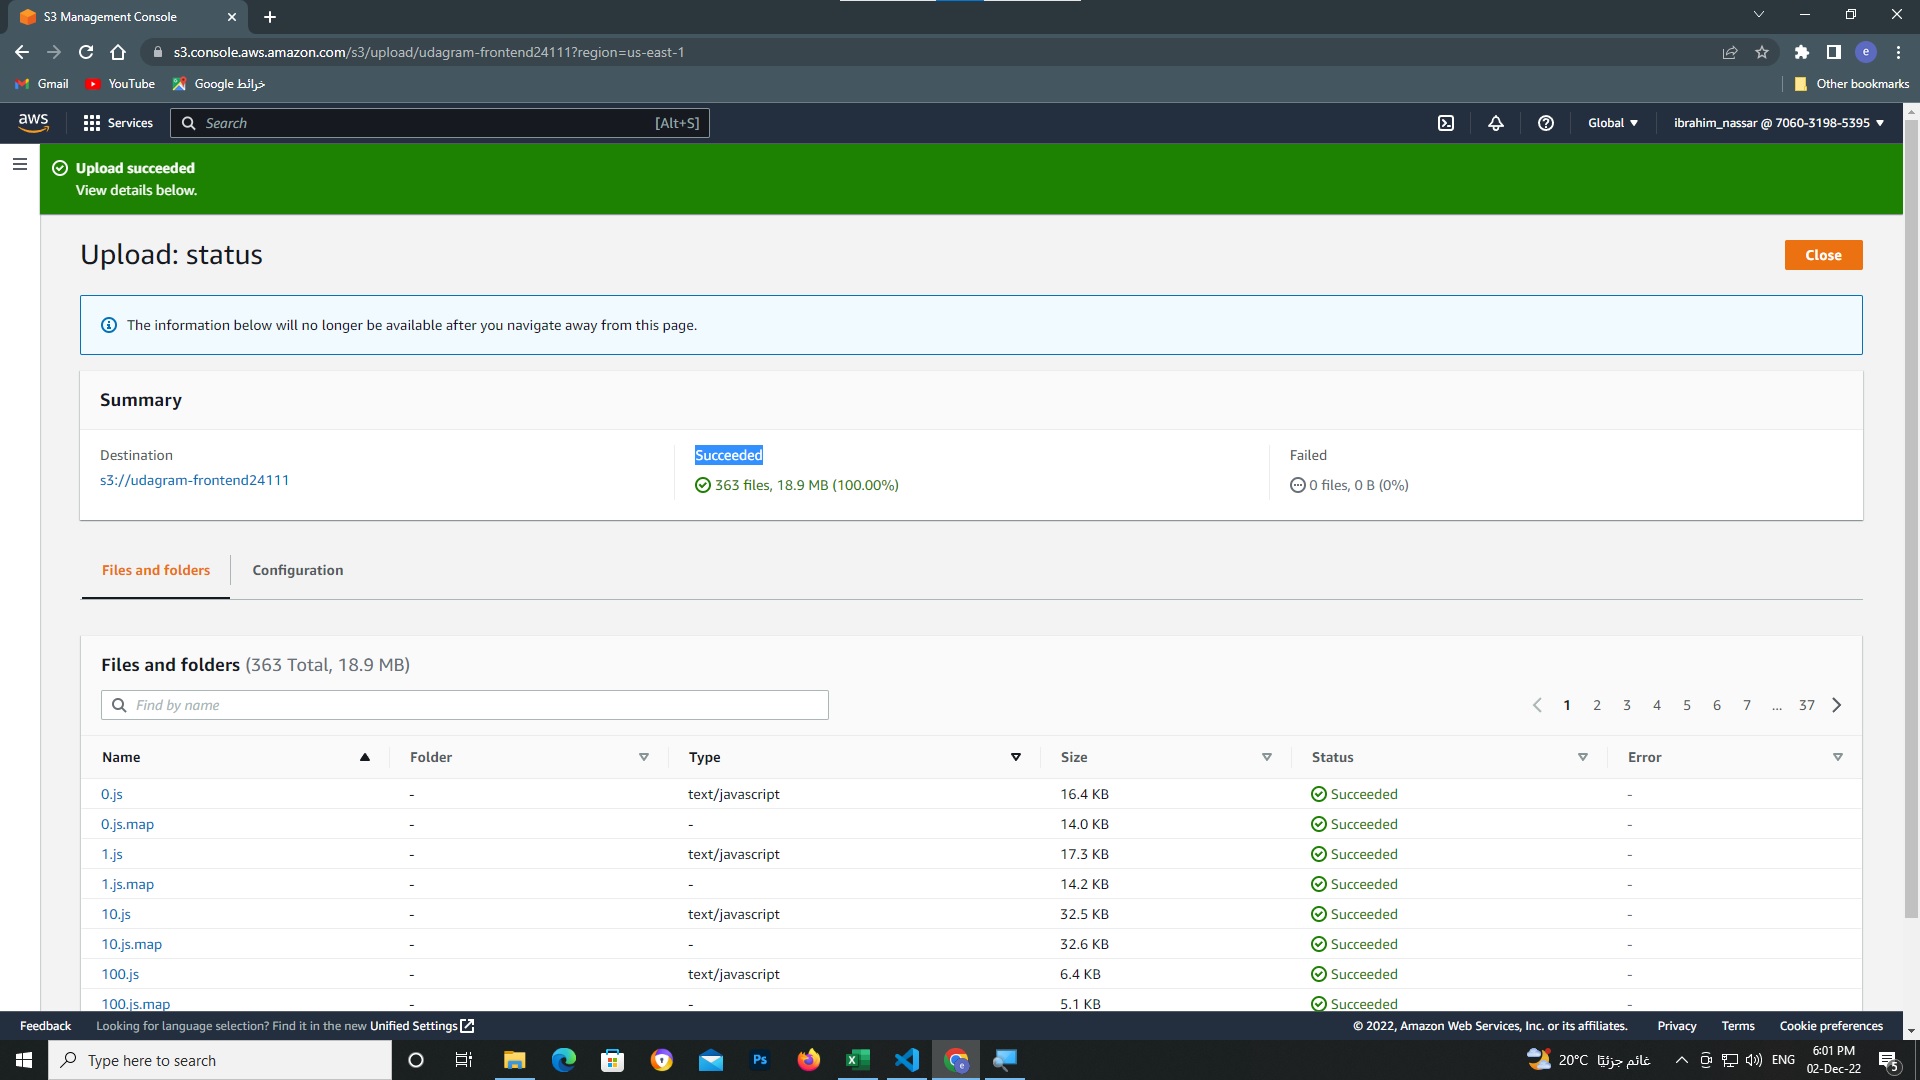 S3 Management Console
s3.console.aws.amazon.com/s3/upload/udagram-frontend24111?region=us-east-1
e
Gmail
YouTube
Google خرائط
Other bookmarks
aws
Services
Search
[Alt+S]
Global
ibrahim_nassar @ 7060-3198-5395
Upload succeeded
View details below.
Upload: status
Close
The information below will no longer be available after you navigate away from this page.
Summary
Destination
s3://udagram-frontend24111
Succeeded
363 files, 18.9 MB (100.00%)
Failed
0 files, 0 B (0%)
Files and folders
Configuration
Files and folders (363 Total, 18.9 MB)
Find by name
1 2 3 4 5 6 7 ... 37
Name Folder Type Size Status Error
0.js - text/javascript 16.4 KB Succeeded -
0.js.map - - 14.0 KB Succeeded -
1.js - text/javascript 17.3 KB Succeeded -
1.js.map - - 14.2 KB Succeeded -
10.js - text/javascript 32.5 KB Succeeded -
10.js.map - - 32.6 KB Succeeded -
100.js - text/javascript 6.4 KB Succeeded -
100.js.map - - 5.1 KB Succeeded -
Feedback
Looking for language selection? Find it in the new Unified Settings
© 2022, Amazon Web Services, Inc. or its affiliates.
Privacy
Terms
Cookie preferences
Type here to search
Ps
20°C غائم جزئيًا
ENG
6:01 PM
02-Dec-22
5